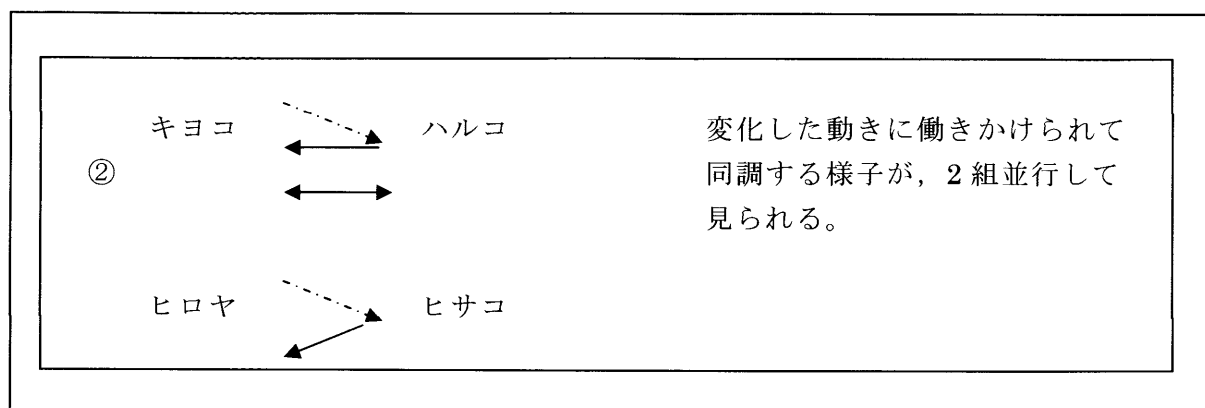 キヨコ ハルコ
②
変化した動きに働きかけられて
同調する様子が，2組並行して
見られる。
ヒロヤ ヒサコ